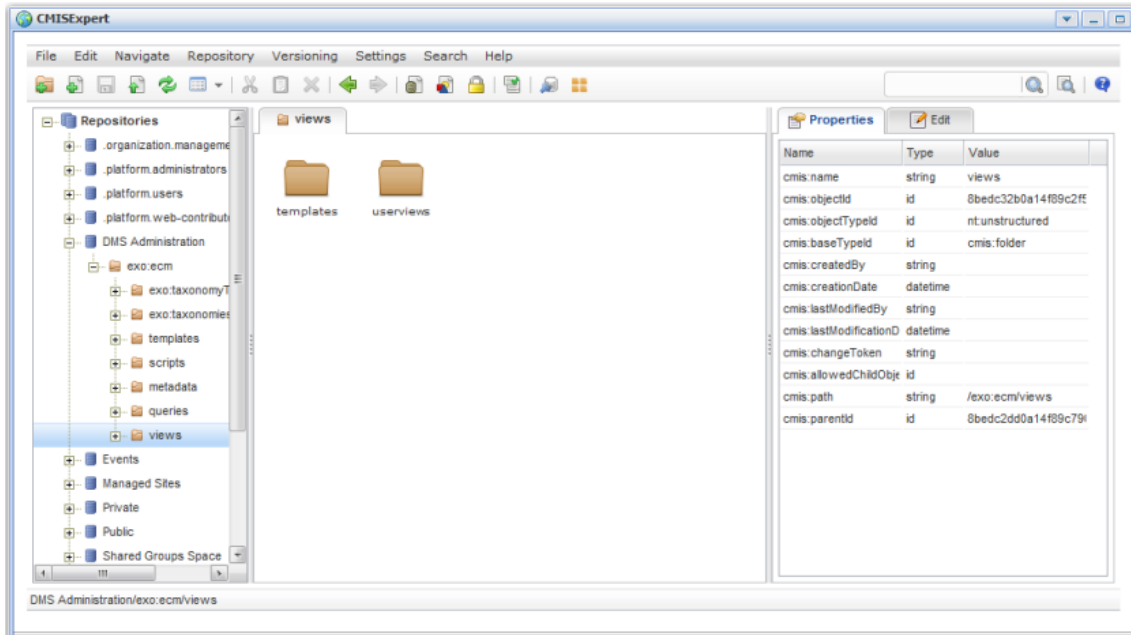 CMISExpert
File Edit Navigate Repository Versioning Settings Search Help
Repositories
.organization.manageme
.platform.administrators
.platform.users
.platform.web-contribut
DMS Administration
exo:ecm
exo:taxonomyT
exo:taxonomies
templates
scripts
metadata
queries
views
Events
Managed Sites
Private
Public
Shared Groups Space
views
templates userviews
Properties Edit
Name Type Value
cmis:name string views
cmis:objectId id 8bedc32b0a14f89c2f5
cmis:objectTypeId id nt:unstructured
cmis:baseTypeId id cmis:folder
cmis:createdBy string
cmis:creationDate datetime
cmis:lastModifiedBy string
cmis:lastModificationD datetime
cmis:changeToken string
cmis:allowedChildObje id
cmis:path string /exo:ecm/views
cmis:parentId id 8bedc2dd0a14f89c79
DMS Administration/exo:ecm/views